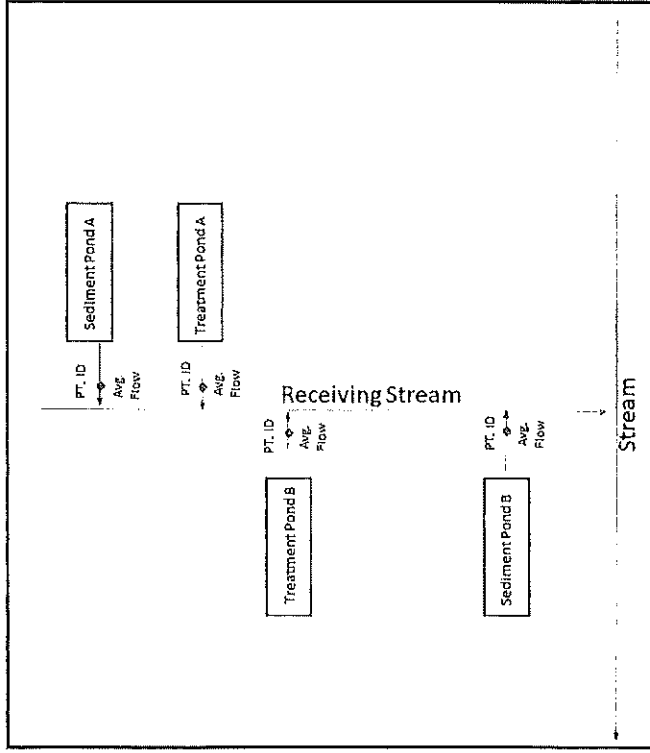 Sediment Pond A
PT. ID
Avg.
Flow
Treatment Pond A
PT. ID
Avg.
Flow
Receiving Stream
PT. ID
Avg.
Flow
Treatment Pond B
PT. ID
Avg.
Flow
Sediment Pond B
Stream